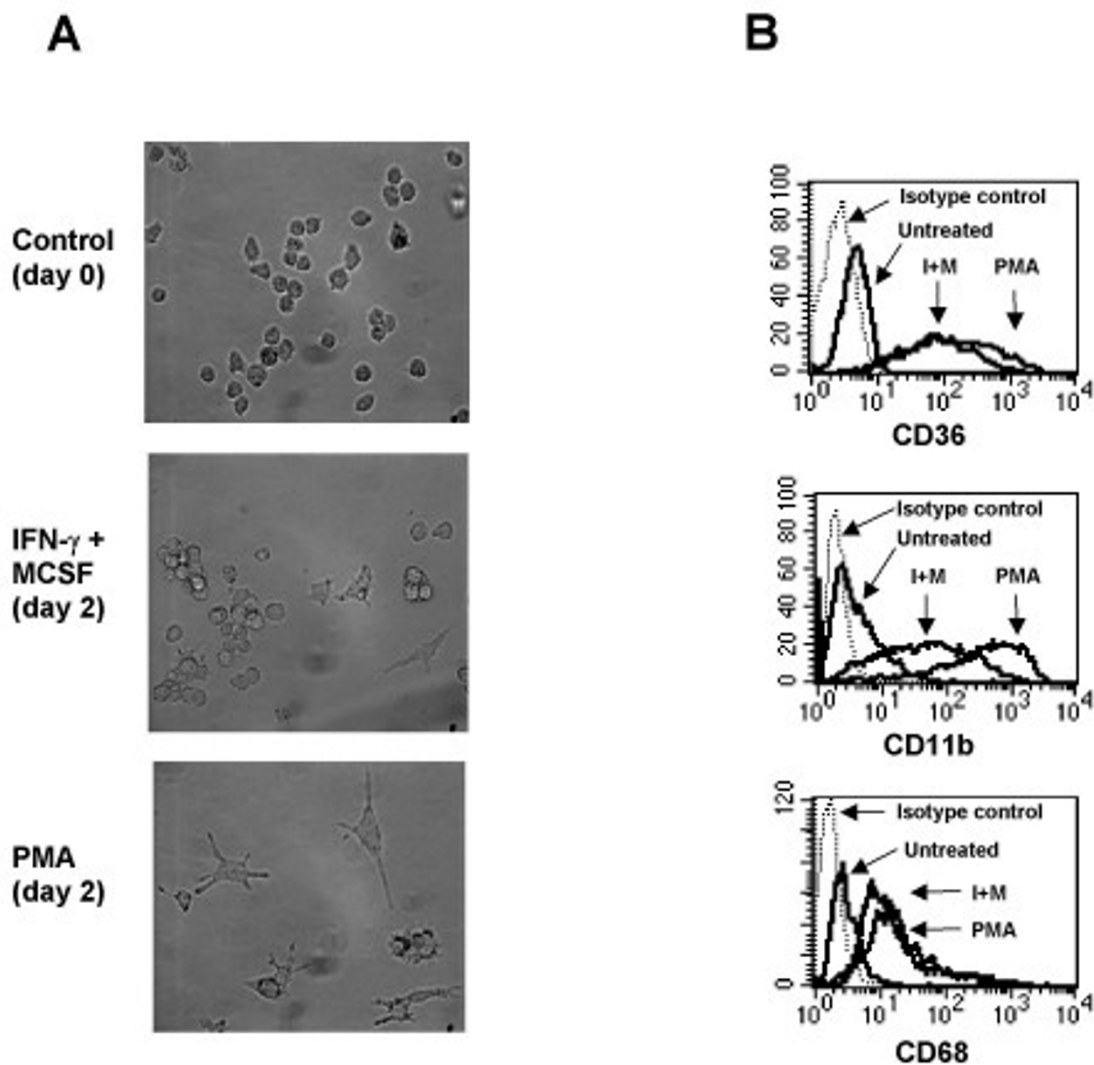 A
B
Control
(day 0)
IFN-γ +
MCSF
(day 2)
PMA
(day 2)
100
80
60
40
20
0
Isotype control
Untreated
I+M PMA
10^0 10^1 10^2 10^3 10^4
CD36
100
80
60
40
20
0
Isotype control
Untreated
I+M PMA
10^0 10^1 10^2 10^3 10^4
CD11b
120
0
Isotype control
Untreated
I+M
PMA
10^0 10^1 10^2 10^3 10^4
CD68